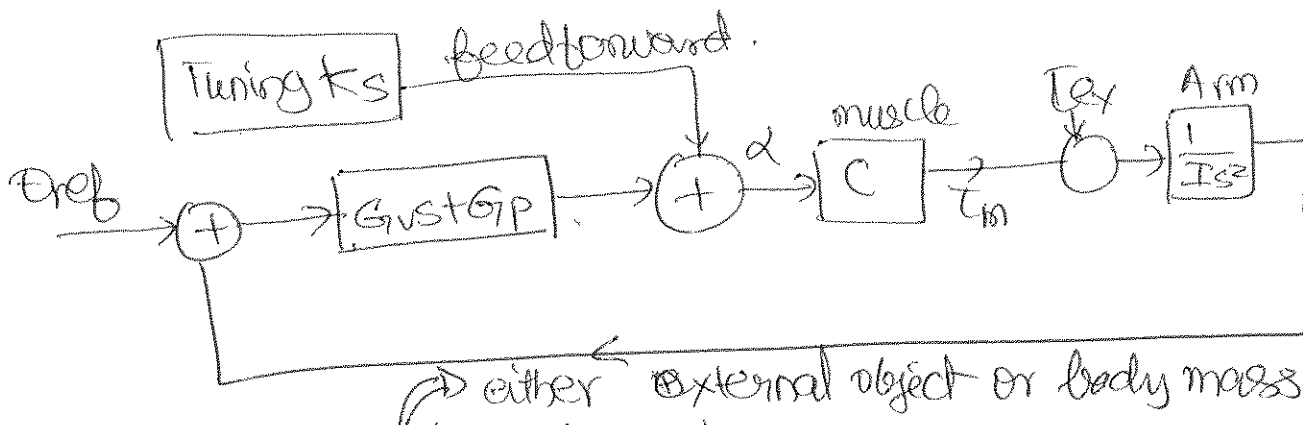 Tuning Ks feedforward.
muscle Tex Arm
θref + GvS+Gp + α C τm 1/Is²
either external object or body mass